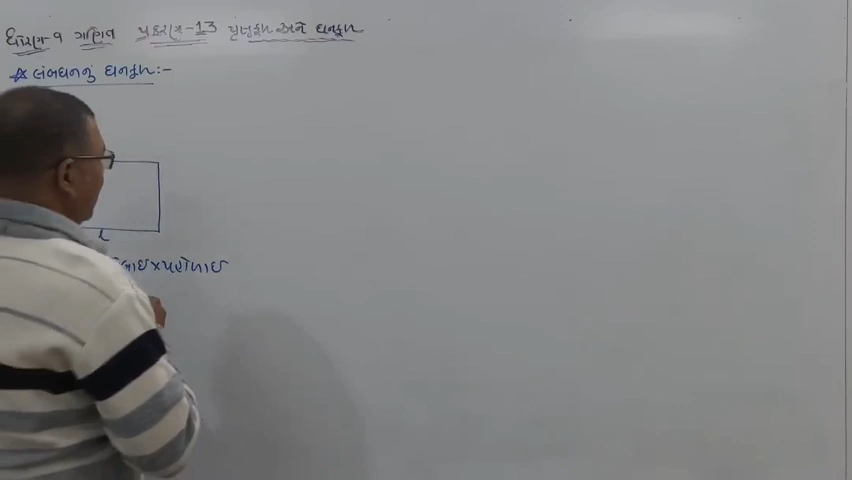 ધોરણ-૧ ગણિત પ્રકરણ-13 પૃષ્ઠફળ અને ઘનફળ
☆ લંબઘનનું ઘનફળ:-
l
લંબાઇ×પહોળાઇ